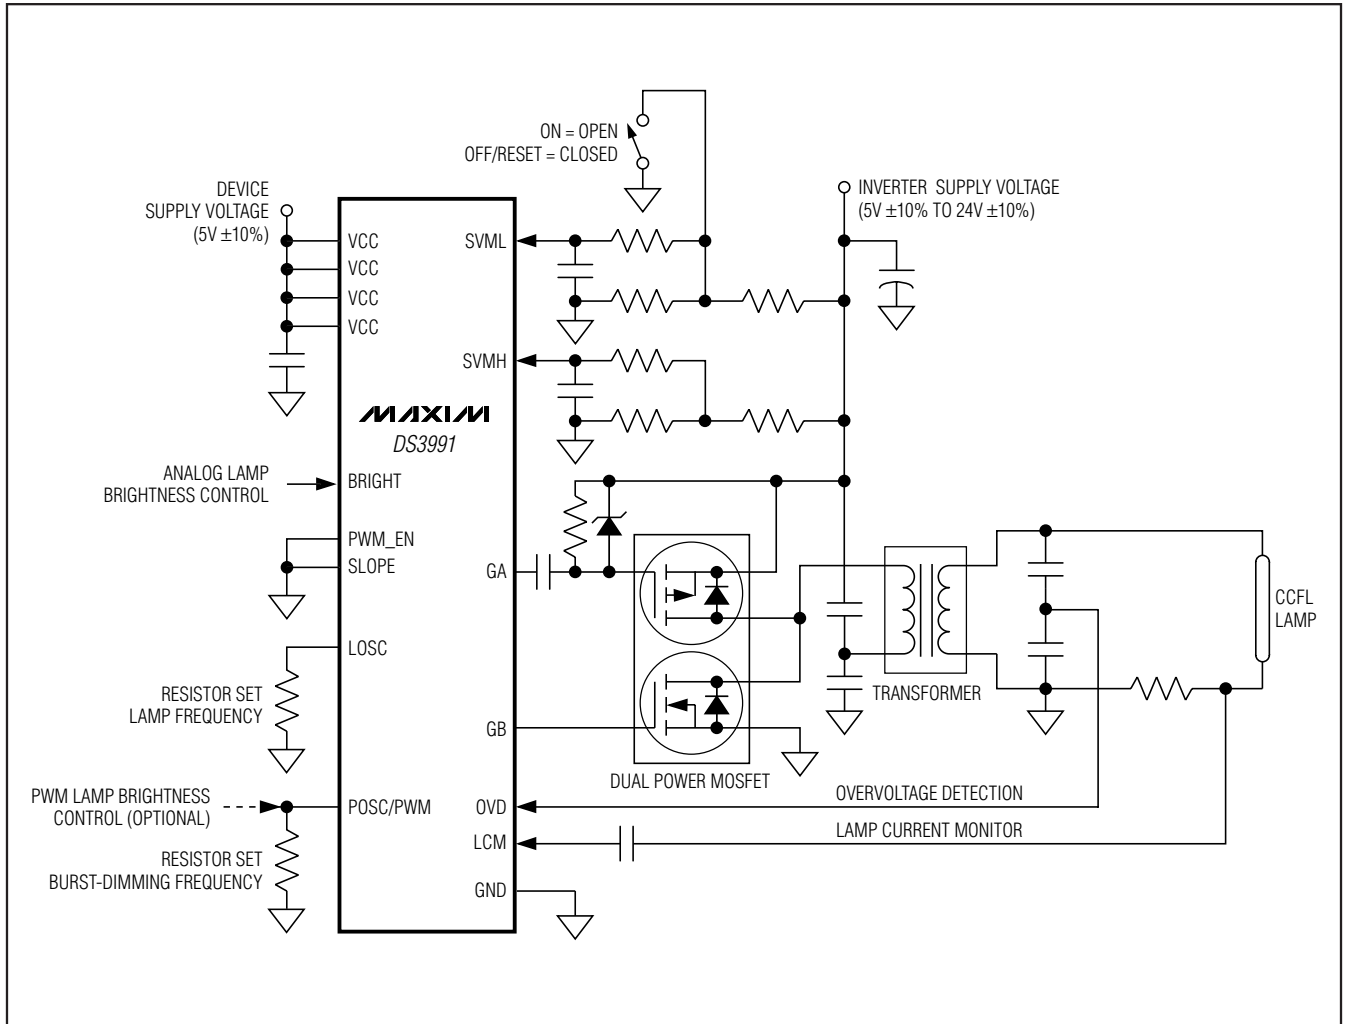 ON = OPEN
OFF/RESET = CLOSED
DEVICE
SUPPLY VOLTAGE
(5V ±10%)
INVERTER SUPPLY VOLTAGE
(5V ±10% TO 24V ±10%)
VCC
VCC
VCC
VCC
SVML
SVMH
MAXIM
DS3991
ANALOG LAMP
BRIGHTNESS CONTROL
BRIGHT
PWM_EN
SLOPE
GA
CCFL
LAMP
LOSC
RESISTOR SET
LAMP FREQUENCY
TRANSFORMER
GB
DUAL POWER MOSFET
PWM LAMP BRIGHTNESS
CONTROL (OPTIONAL)
POSC/PWM
OVD
OVERVOLTAGE DETECTION
LCM
LAMP CURRENT MONITOR
RESISTOR SET
BURST-DIMMING FREQUENCY
GND